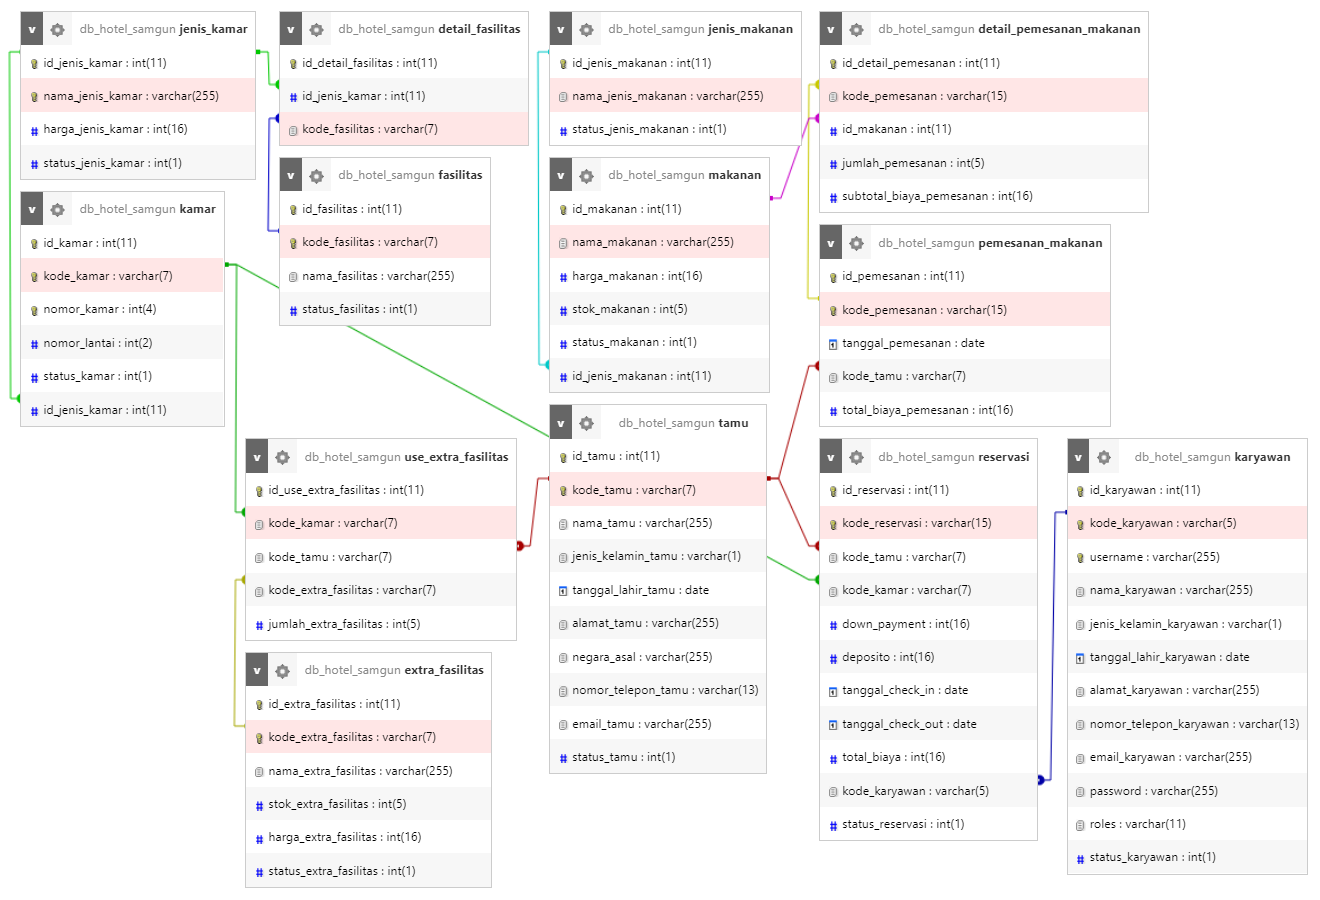 v db_hotel_samgun jenis_kamar
id_jenis_kamar : int(11)
nama_jenis_kamar : varchar(255)
# harga_jenis_kamar : int(16)
# status_jenis_kamar : int(1)
v db_hotel_samgun detail_fasilitas
id_detail_fasilitas : int(11)
# id_jenis_kamar : int(11)
kode_fasilitas : varchar(7)
v db_hotel_samgun jenis_makanan
id_jenis_makanan : int(11)
nama_jenis_makanan : varchar(255)
# status_jenis_makanan : int(1)
v db_hotel_samgun detail_pemesanan_makanan
id_detail_pemesanan : int(11)
kode_pemesanan : varchar(15)
# id_makanan : int(11)
# jumlah_pemesanan : int(5)
# subtotal_biaya_pemesanan : int(16)
v db_hotel_samgun kamar
id_kamar : int(11)
kode_kamar : varchar(7)
nomor_kamar : int(4)
# nomor_lantai : int(2)
# status_kamar : int(1)
# id_jenis_kamar : int(11)
v db_hotel_samgun fasilitas
id_fasilitas : int(11)
kode_fasilitas : varchar(7)
nama_fasilitas : varchar(255)
# status_fasilitas : int(1)
v db_hotel_samgun makanan
id_makanan : int(11)
nama_makanan : varchar(255)
# harga_makanan : int(16)
# stok_makanan : int(5)
# status_makanan : int(1)
# id_jenis_makanan : int(11)
v db_hotel_samgun pemesanan_makanan
id_pemesanan : int(11)
kode_pemesanan : varchar(15)
tanggal_pemesanan : date
kode_tamu : varchar(7)
# total_biaya_pemesanan : int(16)
v db_hotel_samgun use_extra_fasilitas
id_use_extra_fasilitas : int(11)
kode_kamar : varchar(7)
kode_tamu : varchar(7)
kode_extra_fasilitas : varchar(7)
# jumlah_extra_fasilitas : int(5)
v db_hotel_samgun tamu
id_tamu : int(11)
kode_tamu : varchar(7)
nama_tamu : varchar(255)
jenis_kelamin_tamu : varchar(1)
tanggal_lahir_tamu : date
alamat_tamu : varchar(255)
negara_asal : varchar(255)
nomor_telepon_tamu : varchar(13)
email_tamu : varchar(255)
# status_tamu : int(1)
v db_hotel_samgun reservasi
id_reservasi : int(11)
kode_reservasi : varchar(15)
kode_tamu : varchar(7)
kode_kamar : varchar(7)
# down_payment : int(16)
# deposito : int(16)
tanggal_check_in : date
tanggal_check_out : date
# total_biaya : int(16)
kode_karyawan : varchar(5)
# status_reservasi : int(1)
v db_hotel_samgun karyawan
id_karyawan : int(11)
kode_karyawan : varchar(5)
username : varchar(255)
nama_karyawan : varchar(255)
jenis_kelamin_karyawan : varchar(1)
tanggal_lahir_karyawan : date
alamat_karyawan : varchar(255)
nomor_telepon_karyawan : varchar(13)
email_karyawan : varchar(255)
password : varchar(255)
roles : varchar(11)
# status_karyawan : int(1)
v db_hotel_samgun extra_fasilitas
id_extra_fasilitas : int(11)
kode_extra_fasilitas : varchar(7)
nama_extra_fasilitas : varchar(255)
# stok_extra_fasilitas : int(5)
# harga_extra_fasilitas : int(16)
# status_extra_fasilitas : int(1)